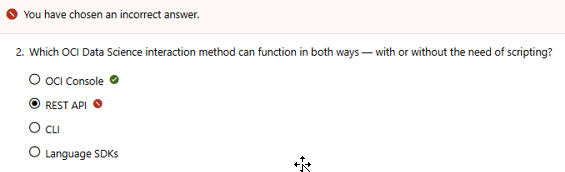 You have chosen an incorrect answer.
2. Which OCI Data Science interaction method can function in both ways — with or without the need of scripting?
OCI Console
REST API
CLI
Language SDKs